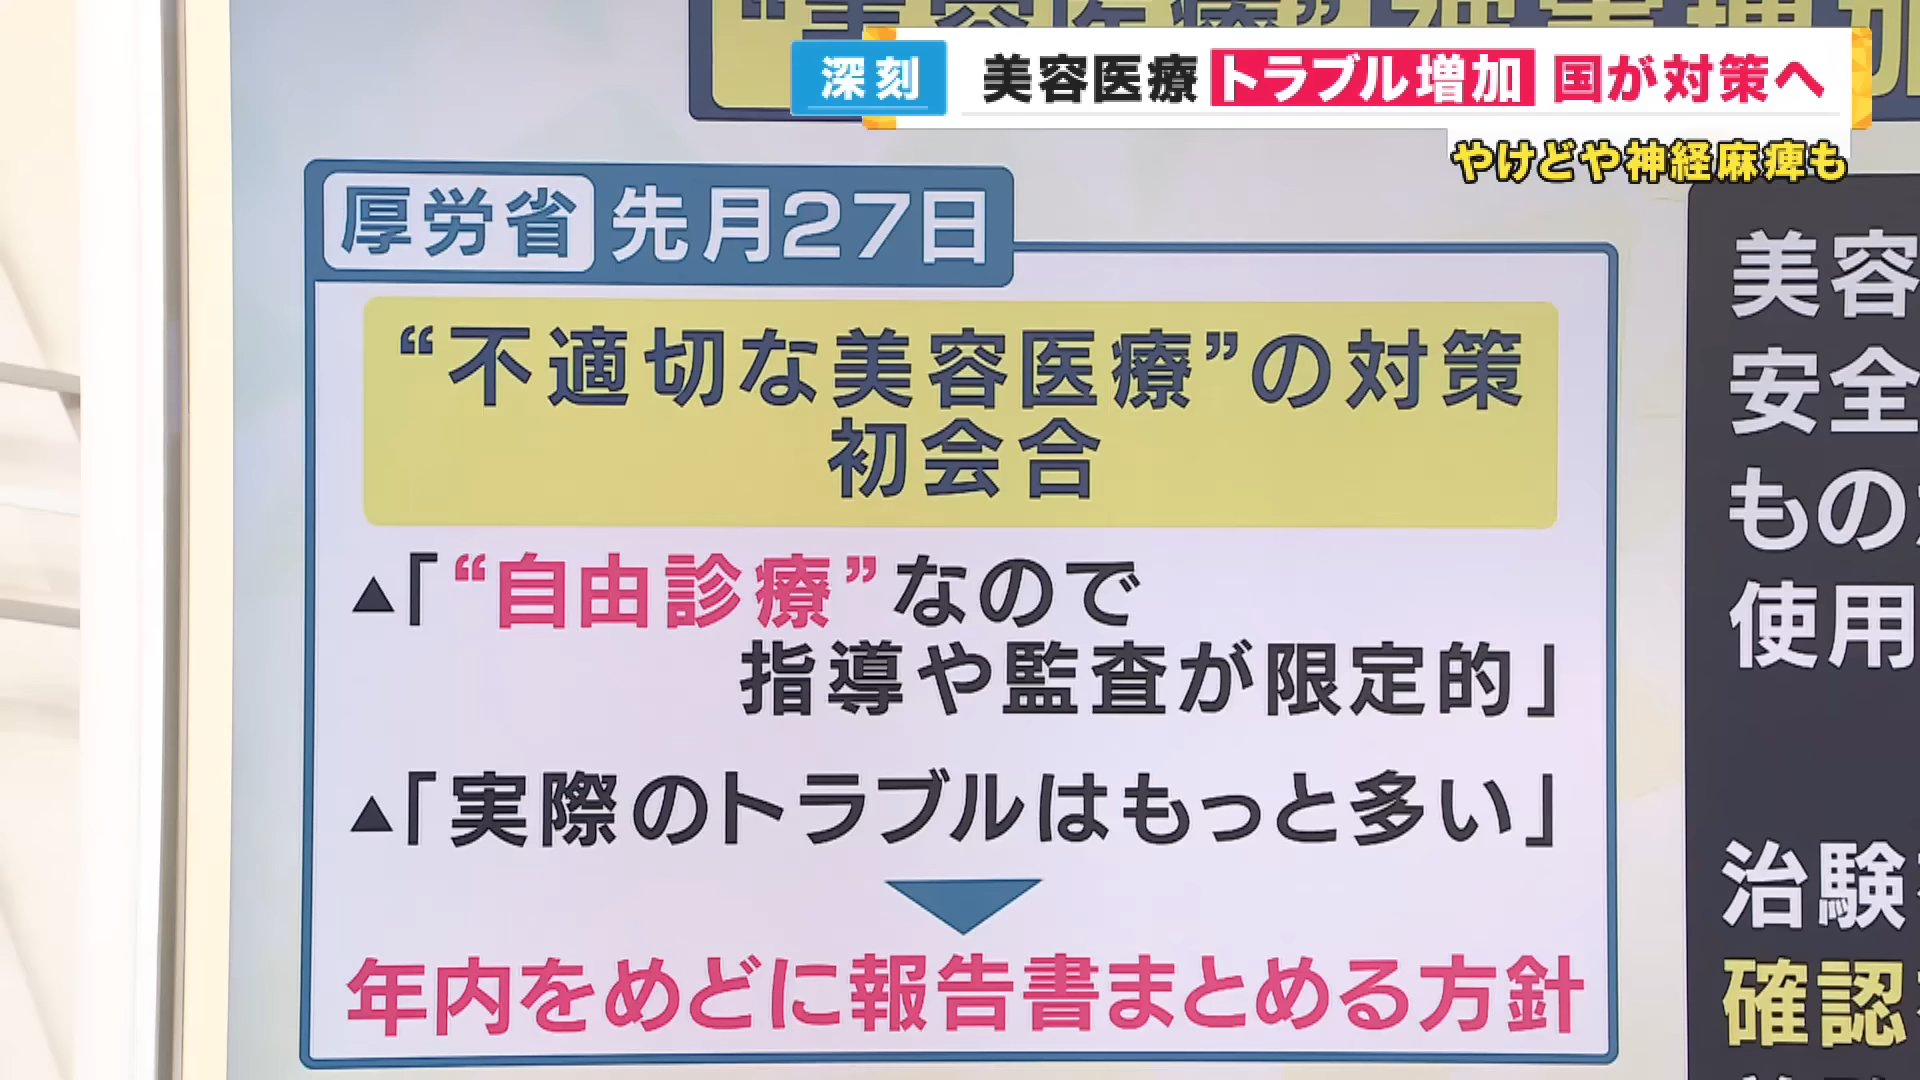 深刻 美容医療 トラブル増加 国が対策へ
やけどや神経麻痺も
厚労省 先月27日
“不適切な美容医療”の対策
初会合
▲「“自由診療”なので
指導や監査が限定的」
▲「実際のトラブルはもっと多い」
年内をめどに報告書まとめる方針
美容
安全
もの
使用
治験
確認